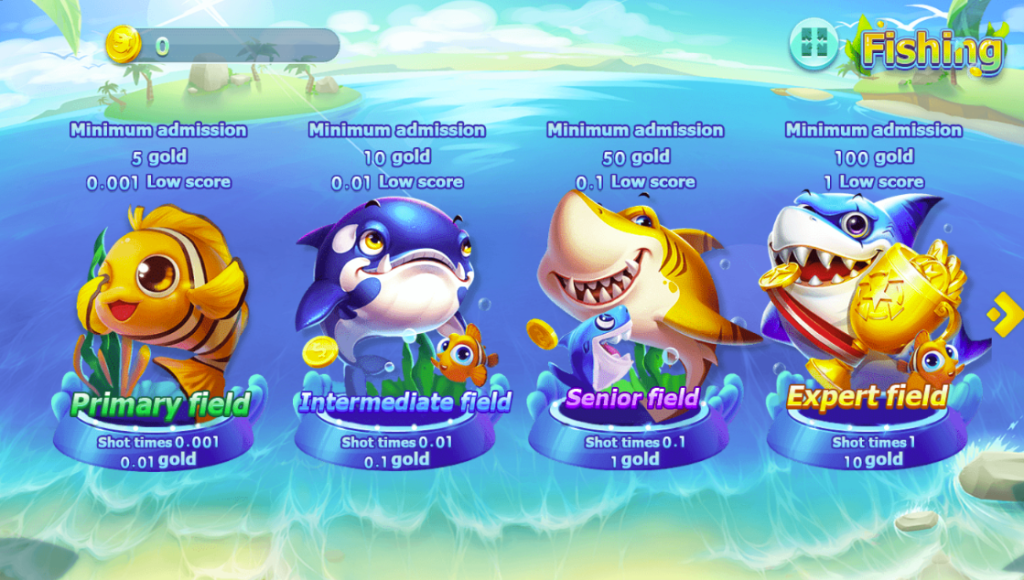 0
Fishing
Minimum admission
5 gold
0.001 Low score
Minimum admission
10 gold
0.01 Low score
Minimum admission
50 gold
0.1 Low score
Minimum admission
100 gold
1 Low score
Primary field
Shot times 0.001
0.01 gold
Intermediate field
Shot times 0.01
0.1 gold
Senior field
Shot times 0.1
1 gold
Expert field
Shot times 1
10 gold